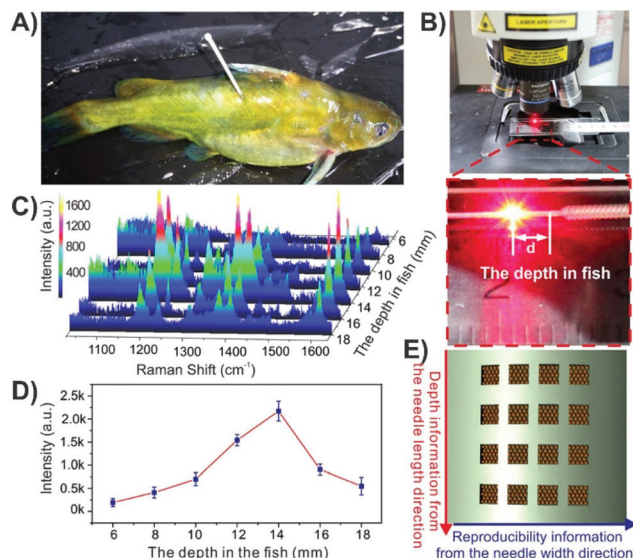 A)
B)
LASER APERTURE
d
The depth in fish
2
C)
Intensity (a.u.)
1600
1200
800
400
1100 1200 1300 1400 1500 1600
Raman Shift (cm⁻¹)
6
8
10
12
14
16
18
The depth in fish (mm)
D)
Intensity (a.u.)
2.5k
2.0k
1.5k
1.0k
0.5k
0k
6 8 10 12 14 16 18
The depth in the fish (mm)
E)
Depth information from
the needle length direction
Reproducibility information
from the needle width direction